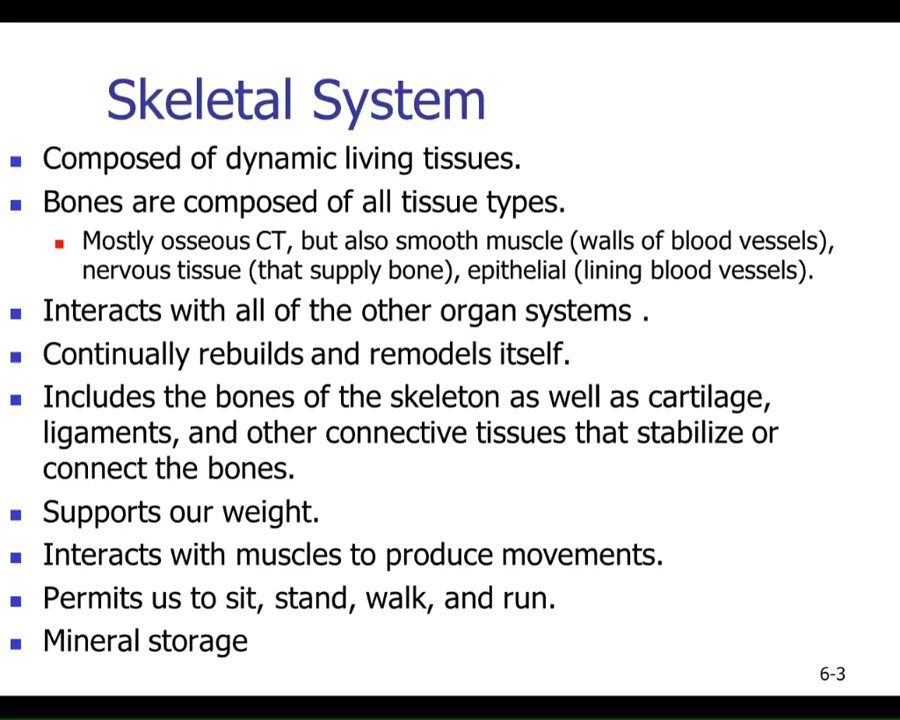 Skeletal System
Composed of dynamic living tissues.
Bones are composed of all tissue types.
Mostly osseous CT, but also smooth muscle (walls of blood vessels),
nervous tissue (that supply bone), epithelial (lining blood vessels).
Interacts with all of the other organ systems .
Continually rebuilds and remodels itself.
Includes the bones of the skeleton as well as cartilage,
ligaments, and other connective tissues that stabilize or
connect the bones.
Supports our weight.
Interacts with muscles to produce movements.
Permits us to sit, stand, walk, and run.
Mineral storage
6-3